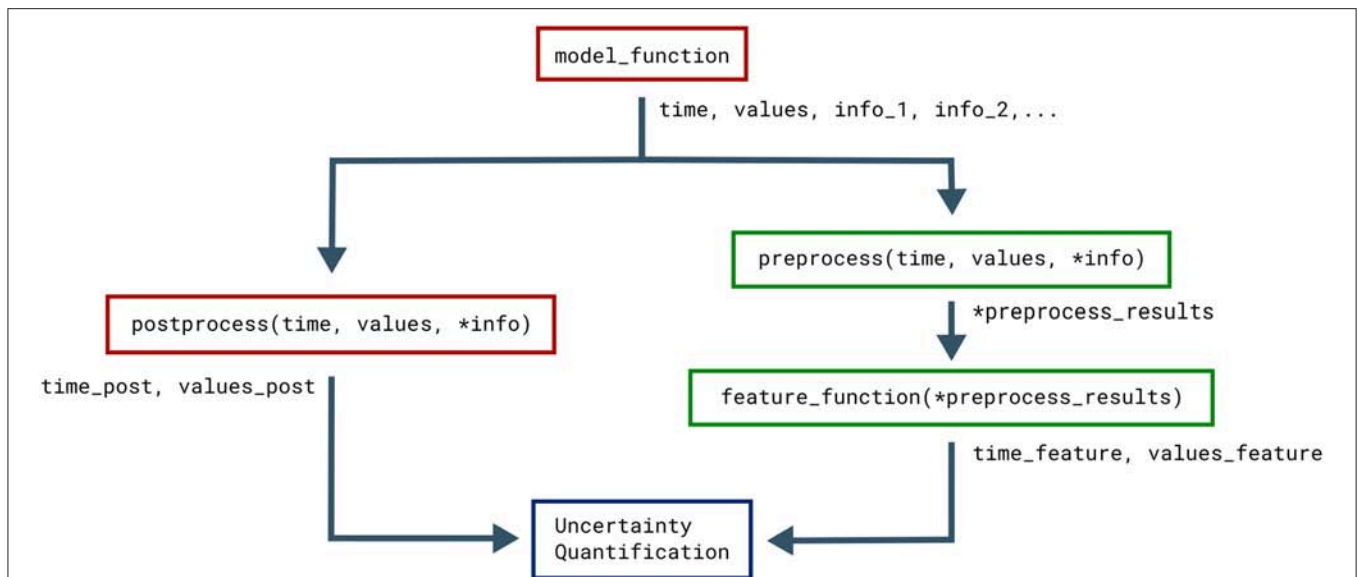 model_function
time, values, info_1, info_2,...
preprocess(time, values, *info)
postprocess(time, values, *info)
*preprocess_results
time_post, values_post
feature_function(*preprocess_results)
time_feature, values_feature
Uncertainty
Quantification